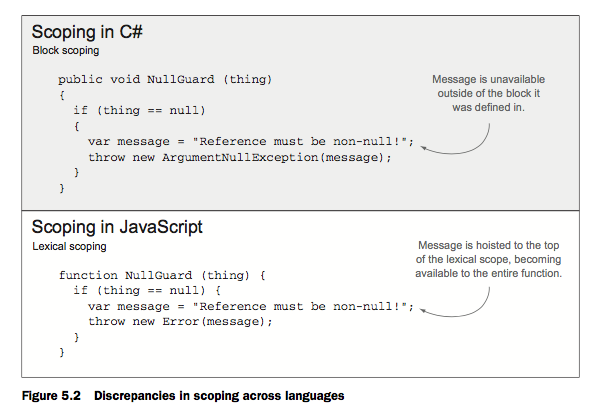 Scoping in C#
Block scoping
public void NullGuard (thing)
{
if (thing == null)
{
var message = "Reference must be non-null!";
throw new ArgumentNullException(message);
}
}
Message is unavailable
outside of the block it
was defined in.
Scoping in JavaScript
Lexical scoping
function NullGuard (thing) {
if (thing == null) {
var message = "Reference must be non-null!";
throw new Error(message);
}
}
Message is hoisted to the top
of the lexical scope, becoming
available to the entire function.
Figure 5.2 Discrepancies in scoping across languages